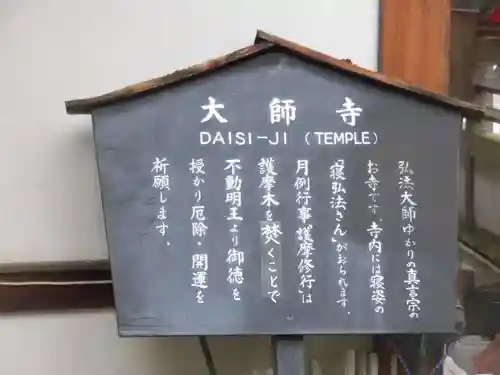 大師寺
DAISI-JI (TEMPLE)
弘法大師ゆかりの真言宗の
お寺です。寺内には寝姿の
『寝弘法さん』がおられます。
月例行事『護摩修行』は
護摩木を焚くことで
不動明王より御徳を
授かり厄除・開運を
祈願します。